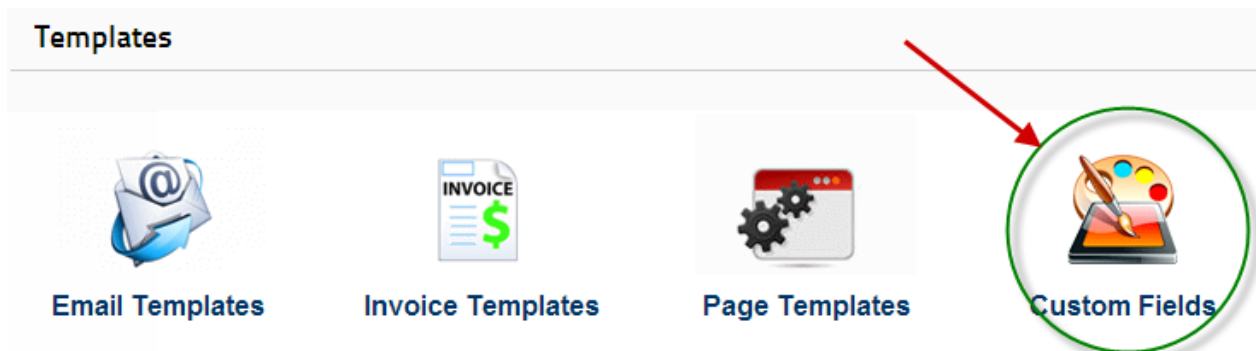 Templates
@
INVOICE
$
Email Templates
Invoice Templates
Page Templates
Custom Fields